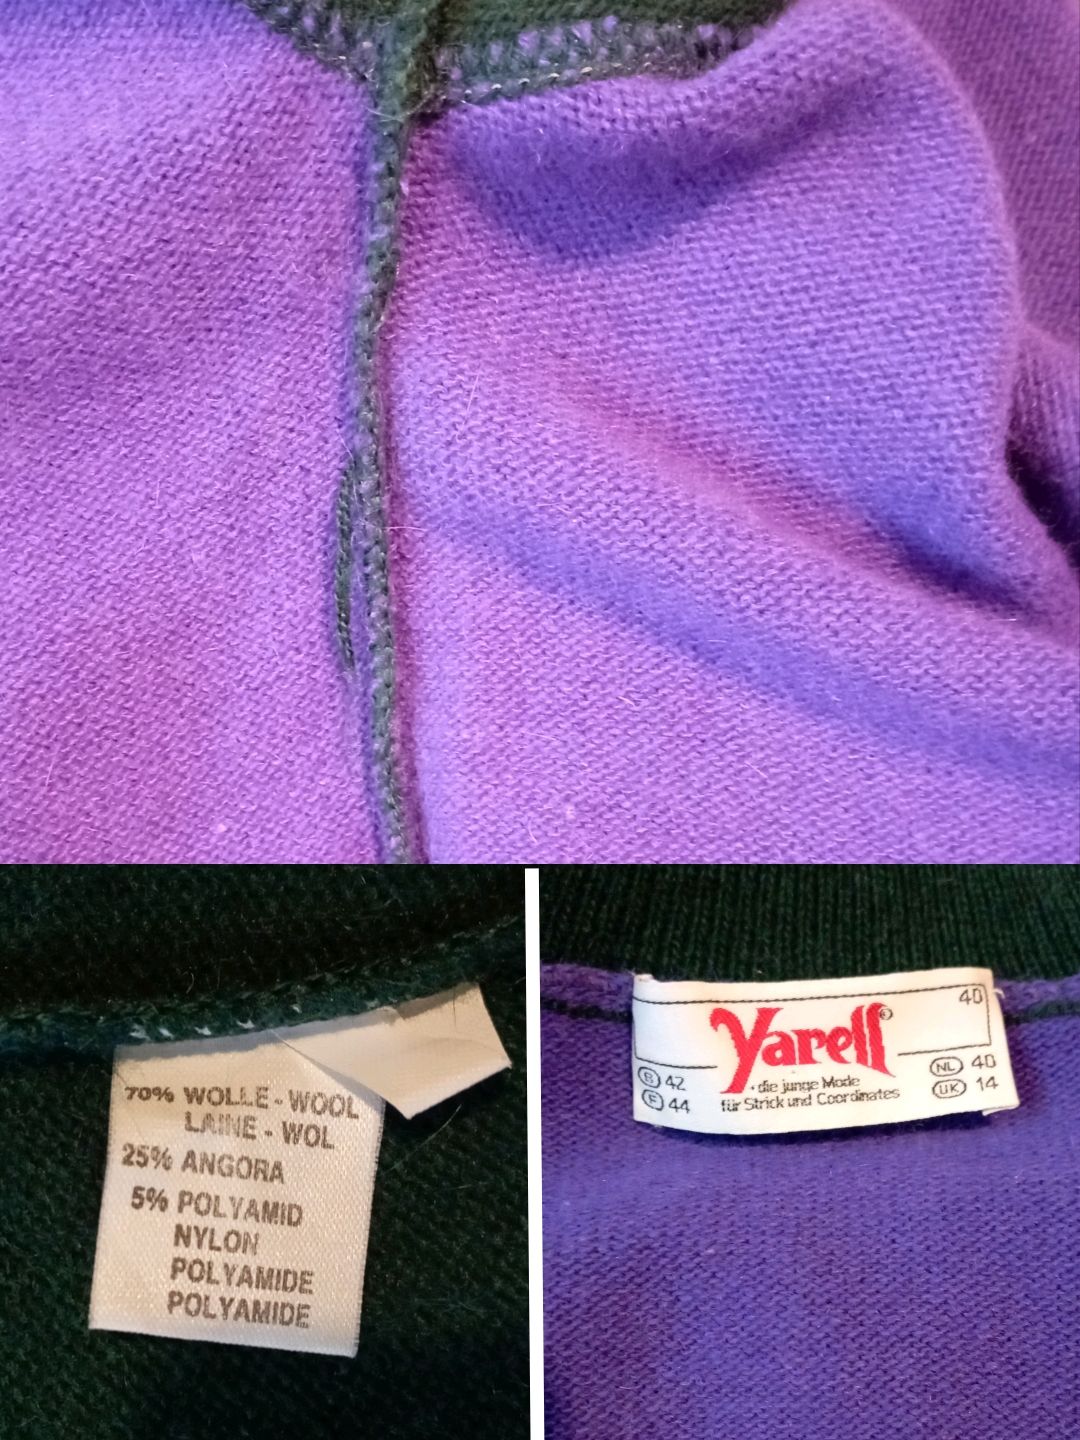 70% WOLLE - WOOL
LAINE - WOL
25% ANGORA
5% POLYAMID
NYLON
POLYAMIDE
POLYAMIDE
40
Yarell®
B 42
F 44
die junge Mode
für Strick und Coordinates
NL 40
UK 14